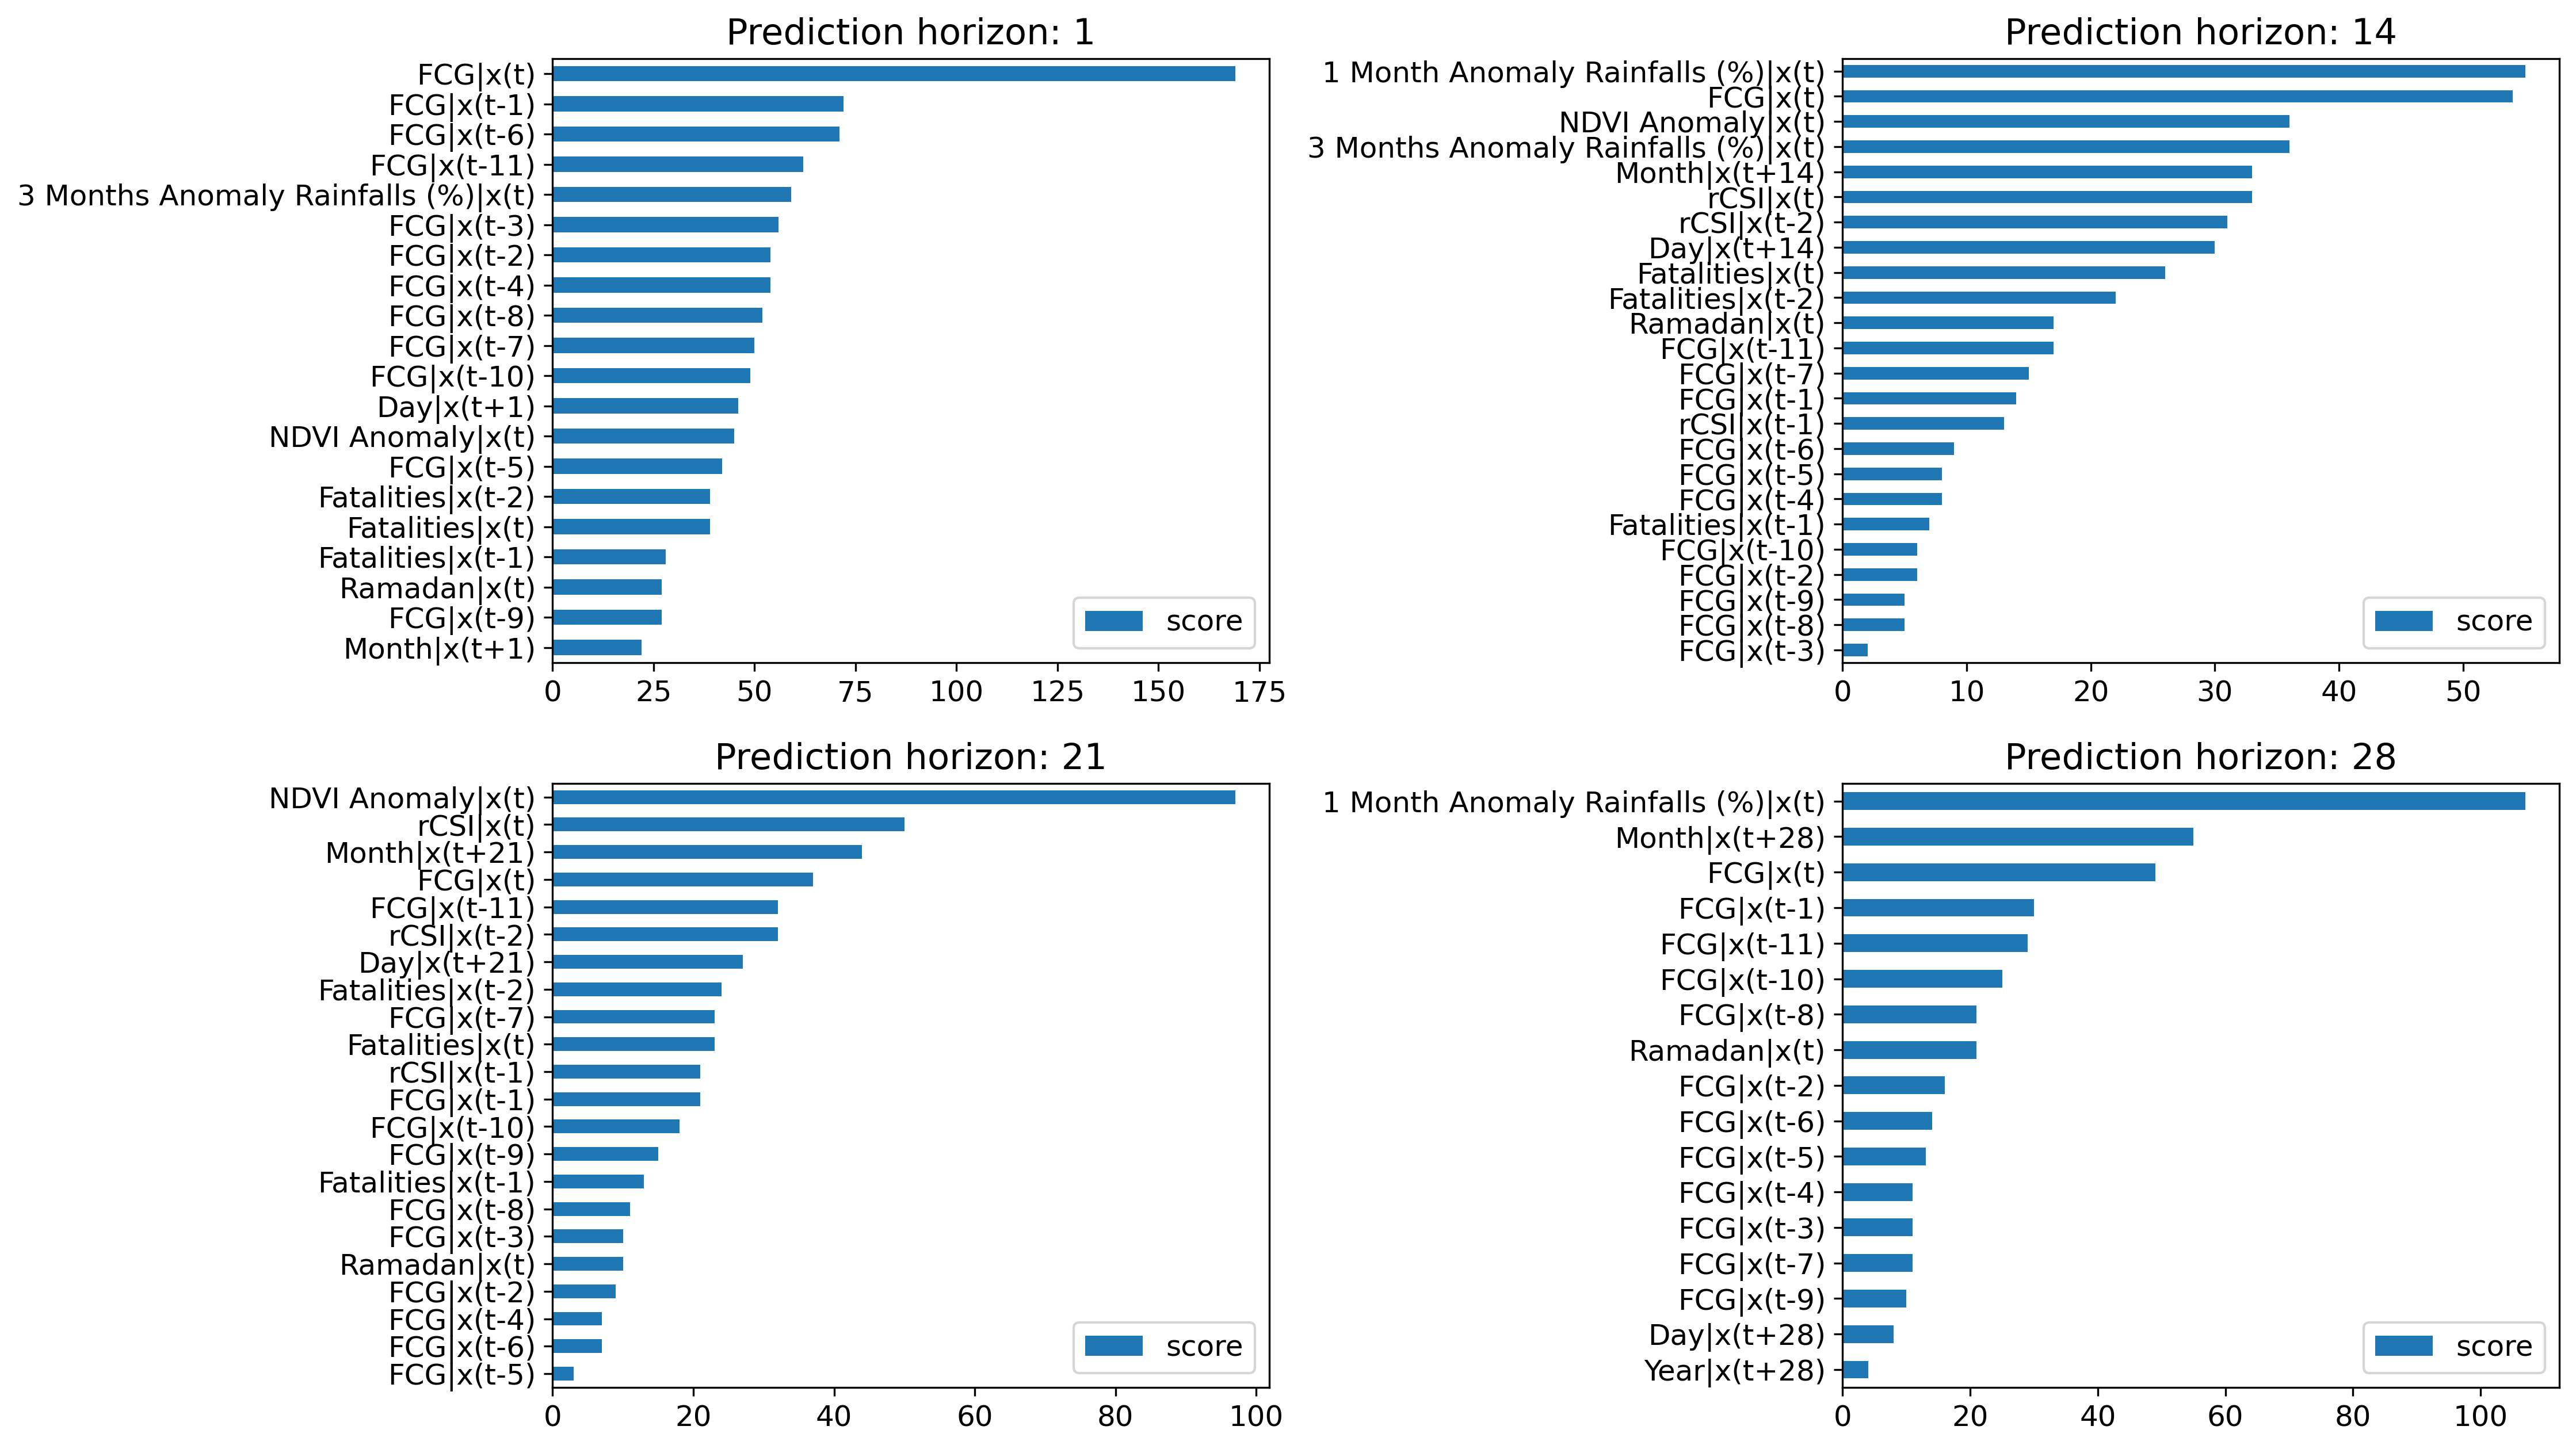 Prediction horizon: 1
FCG|x(t)
FCG|x(t-1)
FCG|x(t-6)
FCG|x(t-11)
3 Months Anomaly Rainfalls (%)|x(t)
FCG|x(t-3)
FCG|x(t-2)
FCG|x(t-4)
FCG|x(t-8)
FCG|x(t-7)
FCG|x(t-10)
Day|x(t+1)
NDVI Anomaly|x(t)
FCG|x(t-5)
Fatalities|x(t-2)
Fatalities|x(t)
Fatalities|x(t-1)
Ramadan|x(t)
FCG|x(t-9)
Month|x(t+1)
score
0 25 50 75 100 125 150 175
Prediction horizon: 14
1 Month Anomaly Rainfalls (%)|x(t)
FCG|x(t)
NDVI Anomaly|x(t)
3 Months Anomaly Rainfalls (%)|x(t)
Month|x(t+14)
rCSI|x(t)
rCSI|x(t-2)
Day|x(t+14)
Fatalities|x(t)
Fatalities|x(t-2)
Ramadan|x(t)
FCG|x(t-11)
FCG|x(t-7)
FCG|x(t-1)
rCSI|x(t-1)
FCG|x(t-6)
FCG|x(t-5)
FCG|x(t-4)
Fatalities|x(t-1)
FCG|x(t-10)
FCG|x(t-2)
FCG|x(t-9)
FCG|x(t-8)
FCG|x(t-3)
score
0 10 20 30 40 50
Prediction horizon: 21
NDVI Anomaly|x(t)
rCSI|x(t)
Month|x(t+21)
FCG|x(t)
FCG|x(t-11)
rCSI|x(t-2)
Day|x(t+21)
Fatalities|x(t-2)
FCG|x(t-7)
Fatalities|x(t)
rCSI|x(t-1)
FCG|x(t-1)
FCG|x(t-10)
FCG|x(t-9)
Fatalities|x(t-1)
FCG|x(t-8)
FCG|x(t-3)
Ramadan|x(t)
FCG|x(t-2)
FCG|x(t-4)
FCG|x(t-6)
FCG|x(t-5)
score
0 20 40 60 80 100
Prediction horizon: 28
1 Month Anomaly Rainfalls (%)|x(t)
Month|x(t+28)
FCG|x(t)
FCG|x(t-1)
FCG|x(t-11)
FCG|x(t-10)
FCG|x(t-8)
Ramadan|x(t)
FCG|x(t-2)
FCG|x(t-6)
FCG|x(t-5)
FCG|x(t-4)
FCG|x(t-3)
FCG|x(t-7)
FCG|x(t-9)
Day|x(t+28)
Year|x(t+28)
score
0 20 40 60 80 100